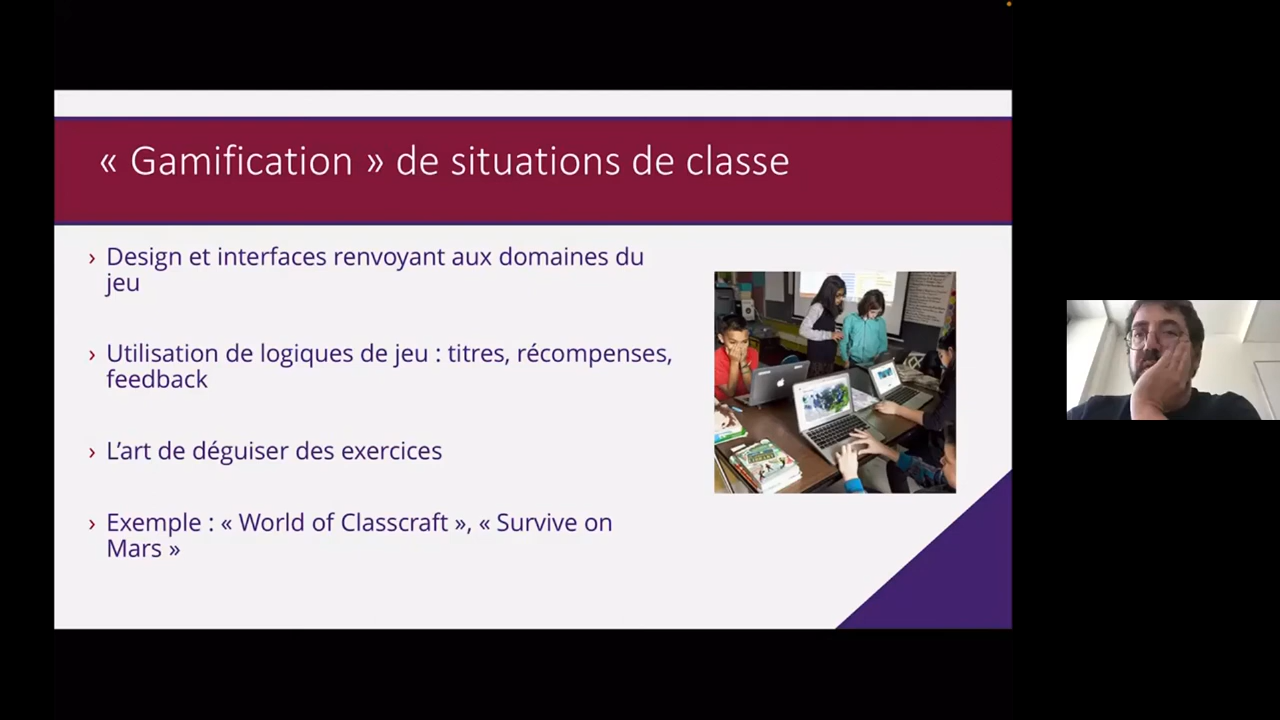 « Gamification » de situations de classe
› Design et interfaces renvoyant aux domaines du
jeu
› Utilisation de logiques de jeu : titres, récompenses,
feedback
› L’art de déguiser des exercices
› Exemple : « World of Classcraft », « Survive on
Mars »